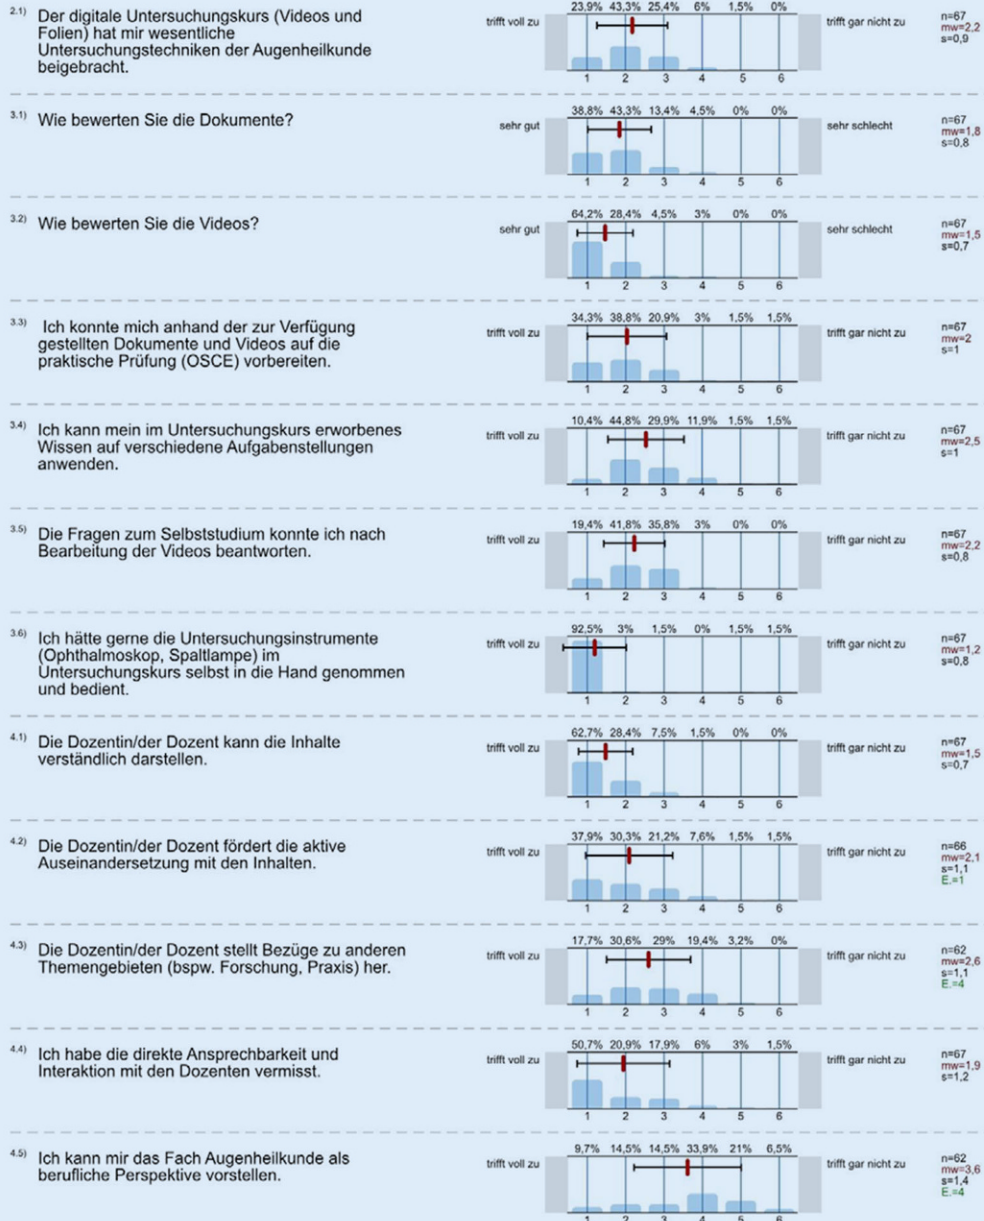 2.1) Der digitale Untersuchungskurs (Videos und
Folien) hat mir wesentliche
Untersuchungstechniken der Augenheilkunde
beigebracht.
trifft voll zu
23,9% 43,3% 25,4% 6% 1,5% 0%
1 2 3 4 5 6
trifft gar nicht zu
n=67
mw=2,2
s=0,9
3.1) Wie bewerten Sie die Dokumente?
sehr gut
38,8% 43,3% 13,4% 4,5% 0% 0%
1 2 3 4 5 6
sehr schlecht
n=67
mw=1,8
s=0,8
3.2) Wie bewerten Sie die Videos?
sehr gut
64,2% 28,4% 4,5% 3% 0% 0%
1 2 3 4 5 6
sehr schlecht
n=67
mw=1,5
s=0,7
3.3) Ich konnte mich anhand der zur Verfügung
gestellten Dokumente und Videos auf die
praktische Prüfung (OSCE) vorbereiten.
trifft voll zu
34,3% 38,8% 20,9% 3% 1,5% 1,5%
1 2 3 4 5 6
trifft gar nicht zu
n=67
mw=2
s=1
3.4) Ich kann mein im Untersuchungskurs erworbenes
Wissen auf verschiedene Aufgabenstellungen
anwenden.
trifft voll zu
10,4% 44,8% 29,9% 11,9% 1,5% 1,5%
1 2 3 4 5 6
trifft gar nicht zu
n=67
mw=2,5
s=1
3.5) Die Fragen zum Selbststudium konnte ich nach
Bearbeitung der Videos beantworten.
trifft voll zu
19,4% 41,8% 35,8% 3% 0% 0%
1 2 3 4 5 6
trifft gar nicht zu
n=67
mw=2,2
s=0,8
3.6) Ich hätte gerne die Untersuchungsinstrumente
(Ophthalmoskop, Spaltlampe) im
Untersuchungskurs selbst in die Hand genommen
und bedient.
trifft voll zu
92,5% 3% 1,5% 0% 1,5% 1,5%
1 2 3 4 5 6
trifft gar nicht zu
n=67
mw=1,2
s=0,8
4.1) Die Dozentin/der Dozent kann die Inhalte
verständlich darstellen.
trifft voll zu
62,7% 28,4% 7,5% 1,5% 0% 0%
1 2 3 4 5 6
trifft gar nicht zu
n=67
mw=1,5
s=0,7
4.2) Die Dozentin/der Dozent fördert die aktive
Auseinandersetzung mit den Inhalten.
trifft voll zu
37,9% 30,3% 21,2% 7,6% 1,5% 1,5%
1 2 3 4 5 6
trifft gar nicht zu
n=66
mw=2,1
s=1,1
E.=1
4.3) Die Dozentin/der Dozent stellt Bezüge zu anderen
Themengebieten (bspw. Forschung, Praxis) her.
trifft voll zu
17,7% 30,6% 29% 19,4% 3,2% 0%
1 2 3 4 5 6
trifft gar nicht zu
n=62
mw=2,6
s=1,1
E.=4
4.4) Ich habe die direkte Ansprechbarkeit und
Interaktion mit den Dozenten vermisst.
trifft voll zu
50,7% 20,9% 17,9% 6% 3% 1,5%
1 2 3 4 5 6
trifft gar nicht zu
n=67
mw=1,9
s=1,2
4.5) Ich kann mir das Fach Augenheilkunde als
berufliche Perspektive vorstellen.
trifft voll zu
9,7% 14,5% 14,5% 33,9% 21% 6,5%
1 2 3 4 5 6
trifft gar nicht zu
n=62
mw=3,6
s=1,4
E.=4